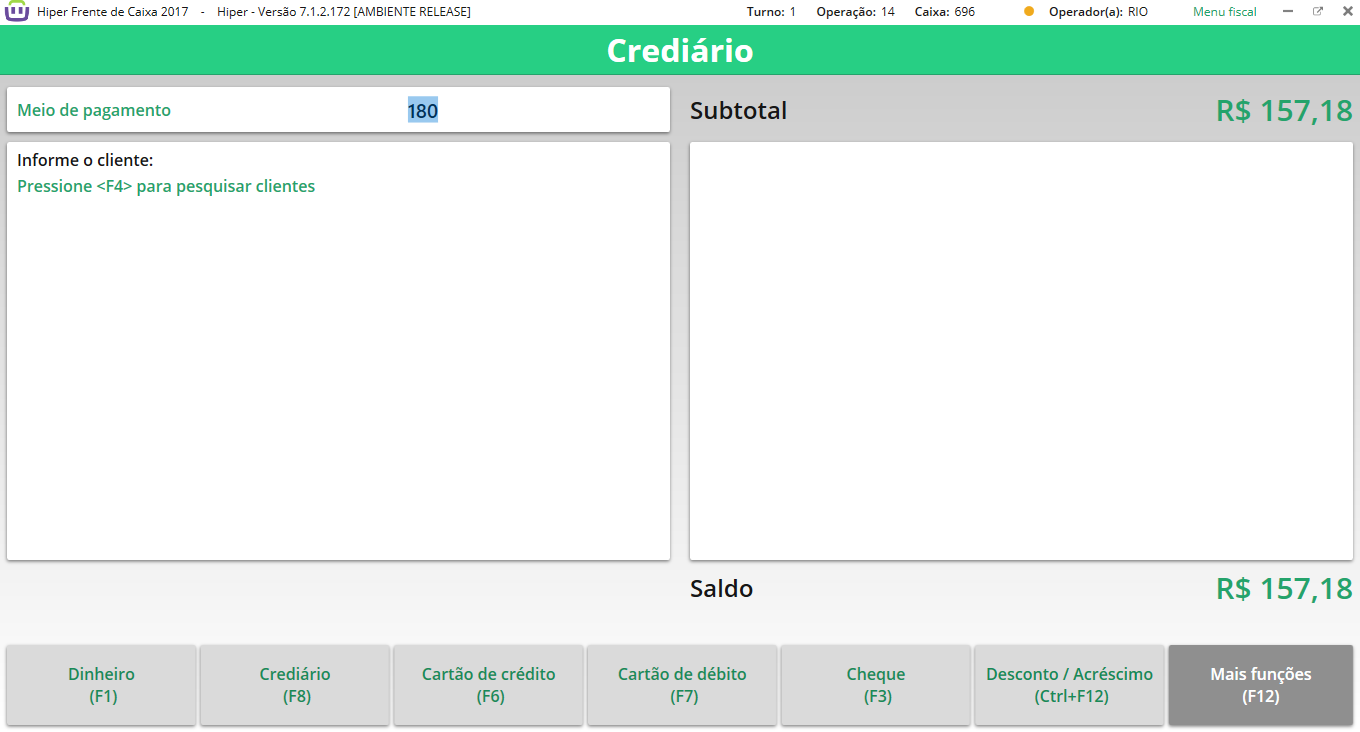 Hiper Frente de Caixa 2017 - Hiper - Versão 7.1.2.172 [AMBIENTE RELEASE] Turno: 1 Operação: 14 Caixa: 696 Operador(a): RIO Menu fiscal
Crediário
Meio de pagamento 180
Subtotal R$ 157,18
Informe o cliente:
Pressione <F4> para pesquisar clientes
Saldo R$ 157,18
Dinheiro
(F1)
Crediário
(F8)
Cartão de crédito
(F6)
Cartão de débito
(F7)
Cheque
(F3)
Desconto / Acréscimo
(Ctrl+F12)
Mais funções
(F12)